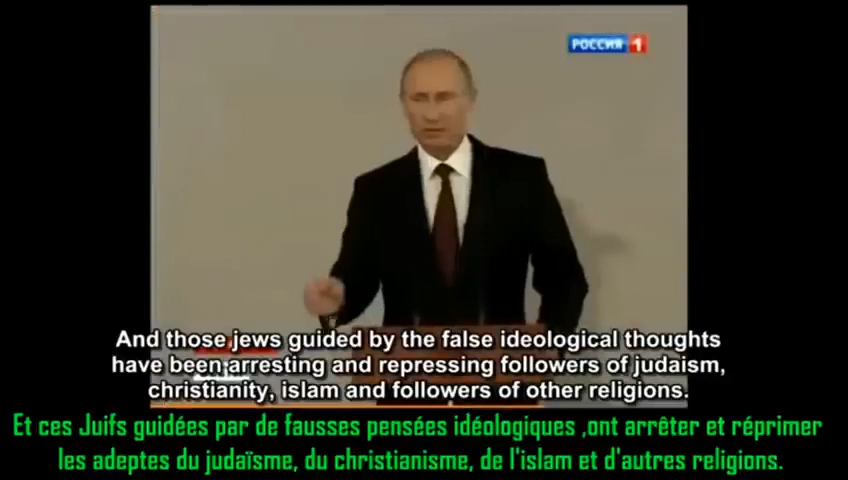 РОССИЯ 1
And those jews guided by the false ideological thoughts
have been arresting and repressing followers of judaism,
christianity, islam and followers of other religions.
Et ces Juifs guidées par de fausses pensées idéologiques ,ont arrêter et réprimer
les adeptes du judaïsme, du christianisme, de l'islam et d'autres religions.